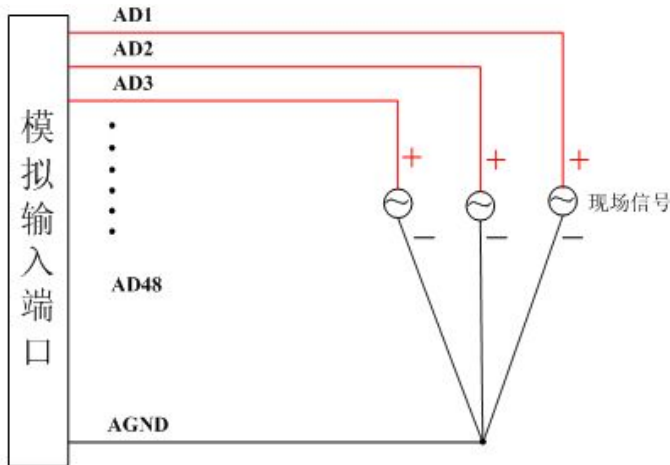 AD1
AD2
AD3
模拟输入端口
+ + +
现场信号
— — —
AD48
AGND